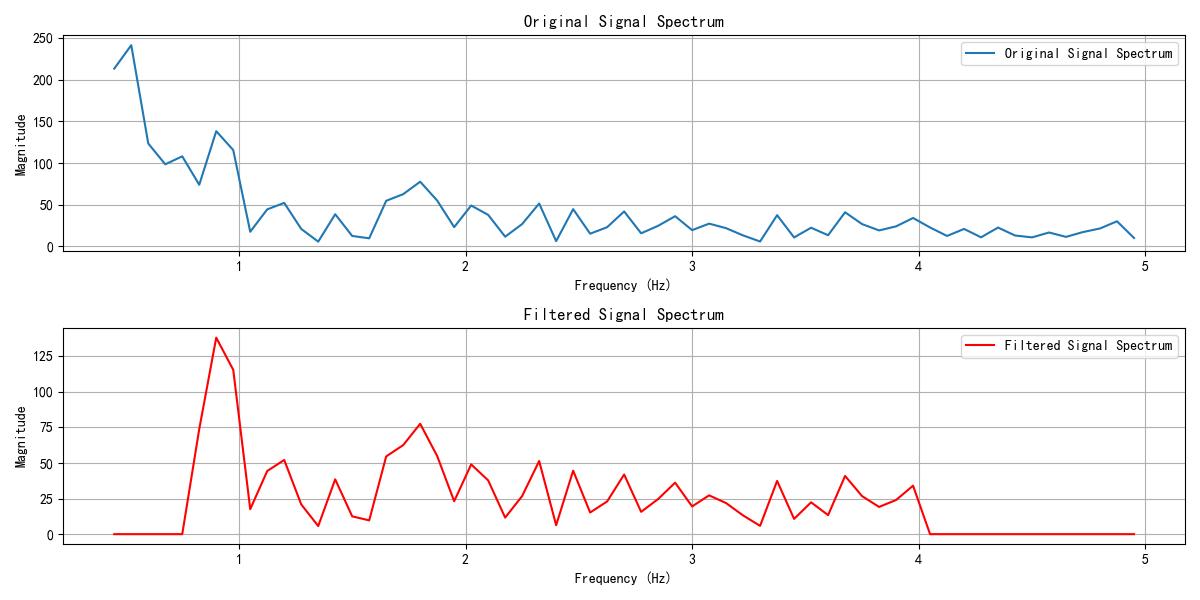 Original Signal Spectrum
250
200
150
100
50
0
Magnitude
Original Signal Spectrum
1
2
3
4
5
Frequency (Hz)
Filtered Signal Spectrum
125
100
75
50
25
0
Magnitude
Filtered Signal Spectrum
1
2
3
4
5
Frequency (Hz)